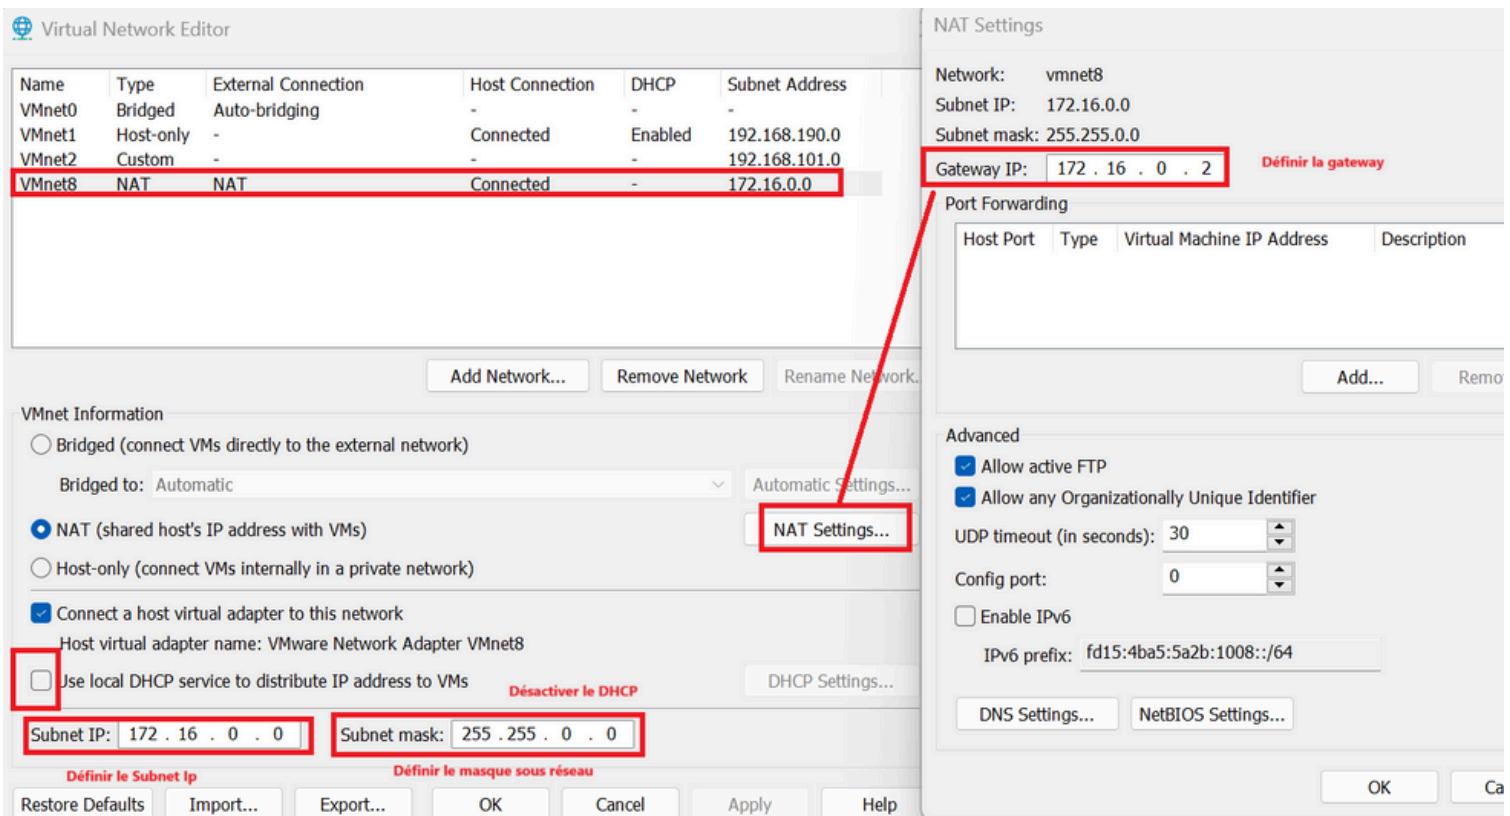 Virtual Network Editor
Name Type External Connection Host Connection DHCP Subnet Address
VMnet0 Bridged Auto-bridging - - -
VMnet1 Host-only - Connected Enabled 192.168.190.0
VMnet2 Custom - - - 192.168.101.0
VMnet8 NAT NAT Connected - 172.16.0.0
Add Network... Remove Network Rename Network.
VMnet Information
Bridged (connect VMs directly to the external network)
Bridged to: Automatic Automatic Settings...
NAT (shared host's IP address with VMs) NAT Settings...
Host-only (connect VMs internally in a private network)
Connect a host virtual adapter to this network
Host virtual adapter name: VMware Network Adapter VMnet8
Use local DHCP service to distribute IP address to VMs DHCP Settings...
Désactiver le DHCP
Subnet IP: 172 . 16 . 0 . 0 Subnet mask: 255 . 255 . 0 . 0
Définir le Subnet Ip Définir le masque sous réseau
Restore Defaults Import... Export... OK Cancel Apply Help
NAT Settings
Network: vmnet8
Subnet IP: 172.16.0.0
Subnet mask: 255.255.0.0
Gateway IP: 172 . 16 . 0 . 2 Définir la gateway
Port Forwarding
Host Port Type Virtual Machine IP Address Description
Add... Remo
Advanced
Allow active FTP
Allow any Organizationally Unique Identifier
UDP timeout (in seconds): 30
Config port: 0
Enable IPv6
IPv6 prefix: fd15:4ba5:5a2b:1008::/64
DNS Settings... NetBIOS Settings...
OK Ca